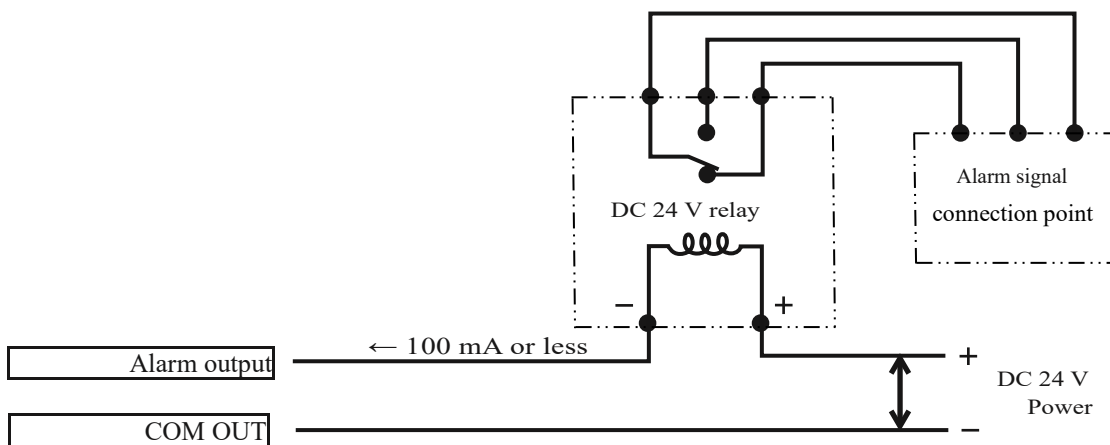 Alarm signal
connection point
DC 24 V relay
− +
← 100 mA or less
Alarm output
+
DC 24 V
Power
COM OUT
−